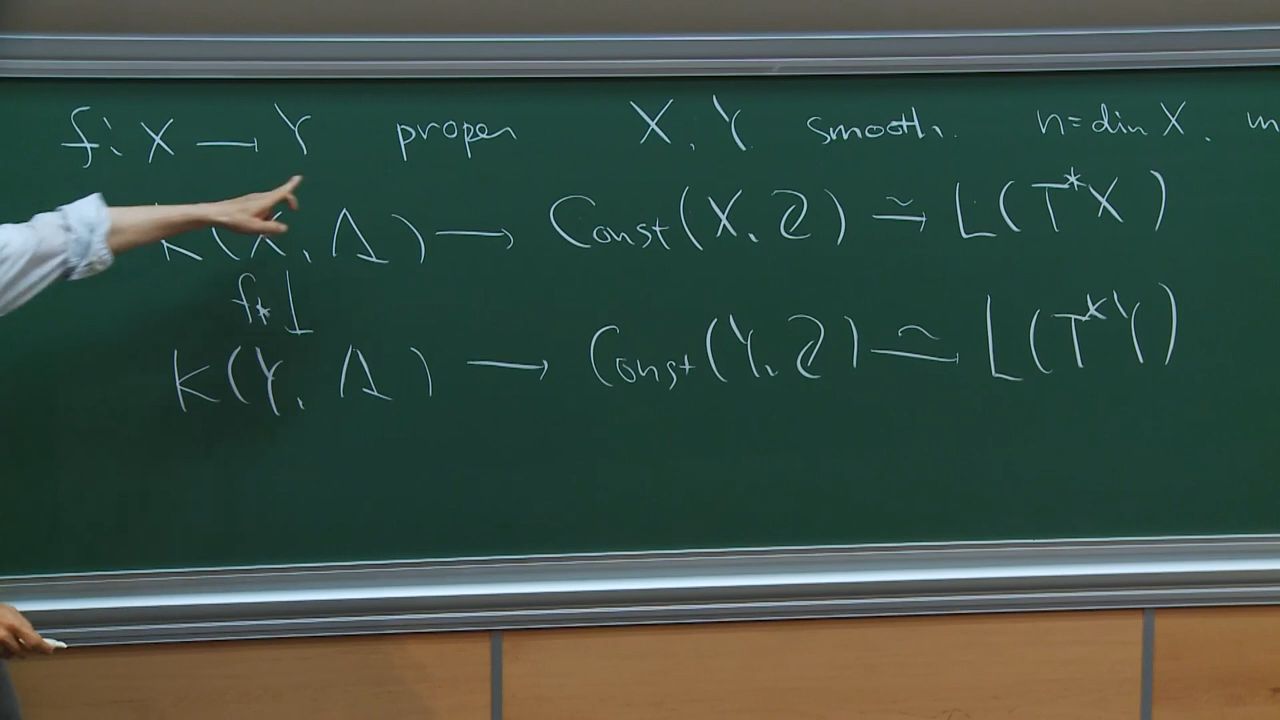 f: X → Y proper X, Y smooth. n = dim X, m
K(X, Λ) → Const(X, Z) →̃ L(T*X)
f* ↓
K(Y, Λ) → Const(Y, Z) →̃ L(T*Y)